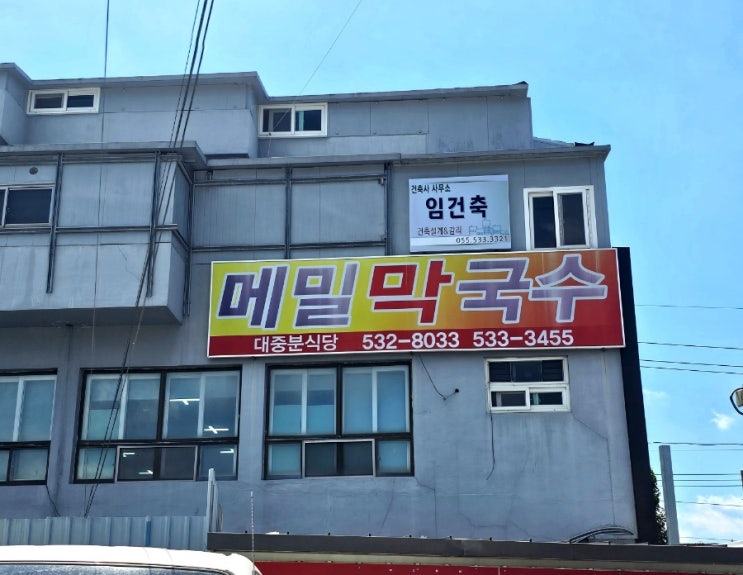 건축사 사무소
임건축
건축설계&감리
055.533.3321
메밀막국수
대중분식당 532-8033 533-3455